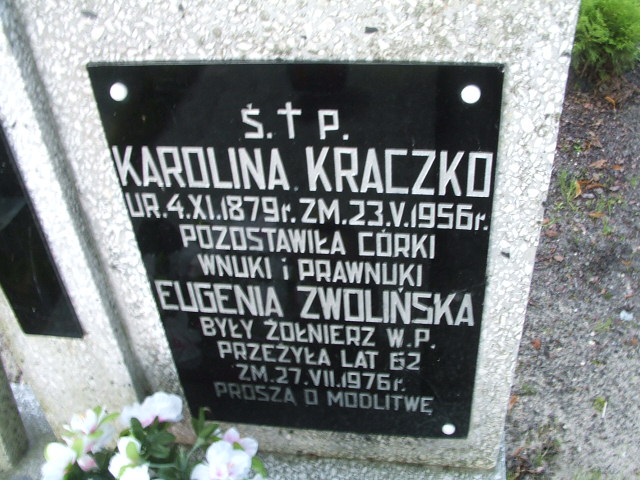 Ś.†P.
KAROLINA KRACZKO
UR.4.XI.1879r. ZM.23.V.1956r.
POZOSTAWIŁA CÓRKI
WNUKI i PRAWNUKI
EUGENIA ZWOLIŃSKA
BYŁY ŻOŁNIERZ W.P.
PRZEŻYŁA LAT 62
ZM.27.VII.1976r.
PROSZĄ O MODLITWĘ